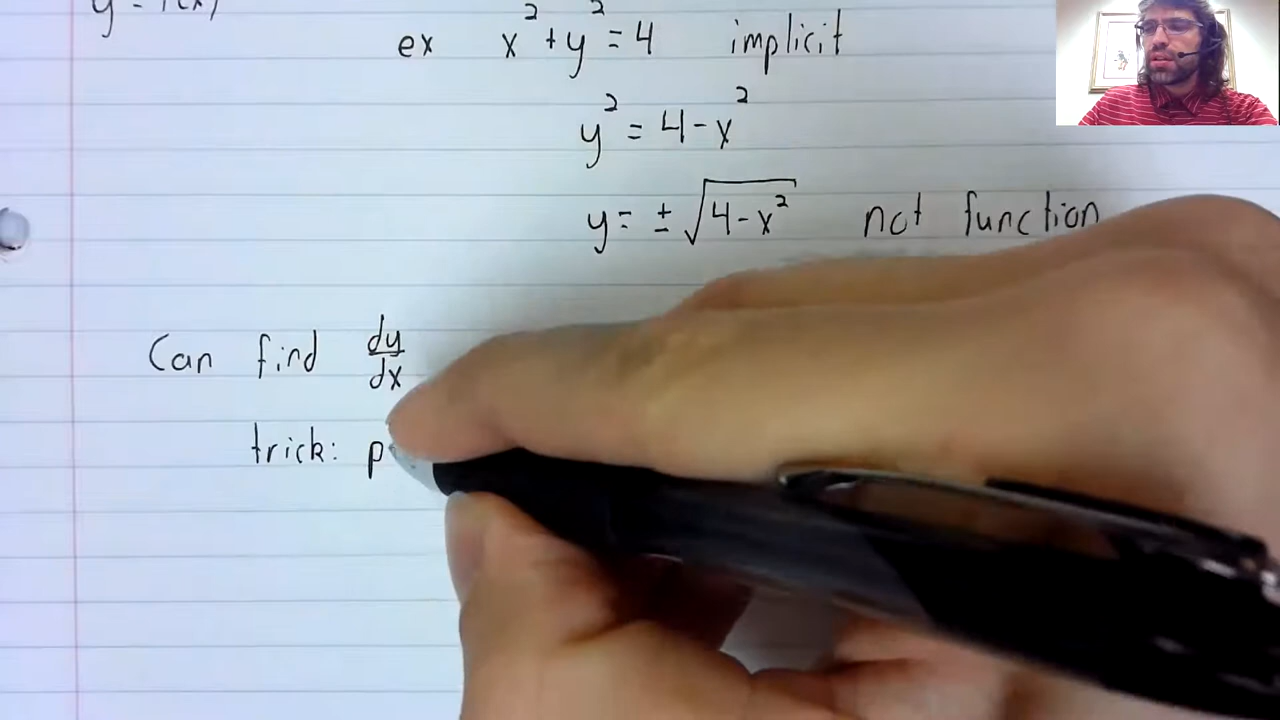 y = f(x)
ex x² + y² = 4 implicit
y² = 4 - x²
y = ± √(4 - x²) not function
Can find dy/dx
trick: p